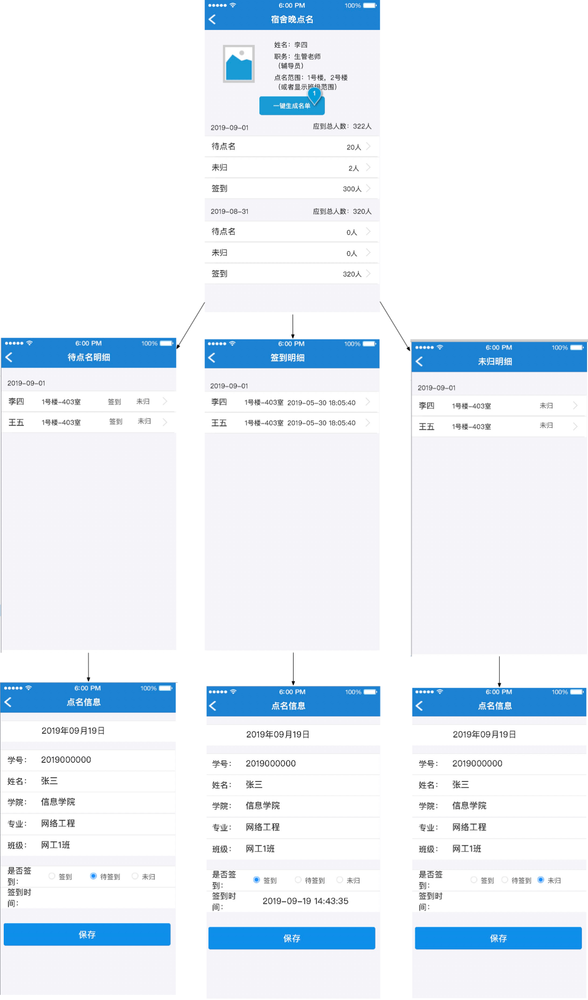 6:00 PM 100%
宿舍晚点名
姓名：李四
职务：生管老师
（辅导员）
点名范围：1号楼，2号楼
（或者显示班级范围）
1
一键生成名单
2019-09-01 应到总人数：322人
待点名 20人
未归 2人
签到 300人
2019-08-31 应到总人数：320人
待点名 0人
未归 0人
签到 320人
6:00 PM 100%
待点名明细
2019-09-01
李四 1号楼-403室 签到 未归
王五 1号楼-403室 签到 未归
6:00 PM 100%
签到明细
2019-09-01
李四 1号楼-403室 2019-05-30 18:05:40
王五 1号楼-403室 2019-05-30 18:05:40
6:00 PM 100%
未归明细
2019-09-01
李四 1号楼-403室 未归
王五 1号楼-403室 未归
6:00 PM 100%
点名信息
2019年09月19日
学号： 2019000000
姓名： 张三
学院： 信息学院
专业： 网络工程
班级： 网工1班
是否签
到： 签到 待签到 未归
签到时
间：
保存
6:00 PM 100%
点名信息
2019年09月19日
学号： 2019000000
姓名： 张三
学院： 信息学院
专业： 网络工程
班级： 网工1班
是否签
到： 签到 待签到 未归
签到时
间： 2019-09-19 14:43:35
保存
6:00 PM 100%
点名信息
2019年09月19日
学号： 2019000000
姓名： 张三
学院： 信息学院
专业： 网络工程
班级： 网工1班
是否签
到： 签到 待签到 未归
签到时
间：
保存